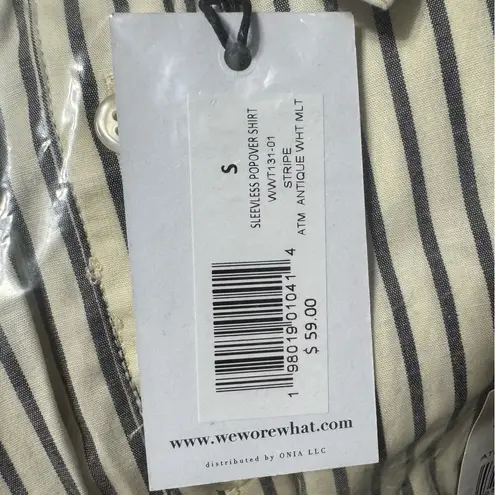 S
SLEEVLESS POPOVER SHIRT
WWT131-01
STRIPE
ATM ANTIQUE WHT MLT
1 98019 01041 4
$ 59.00
www.weworewhat.com
distributed by ONIA LLC